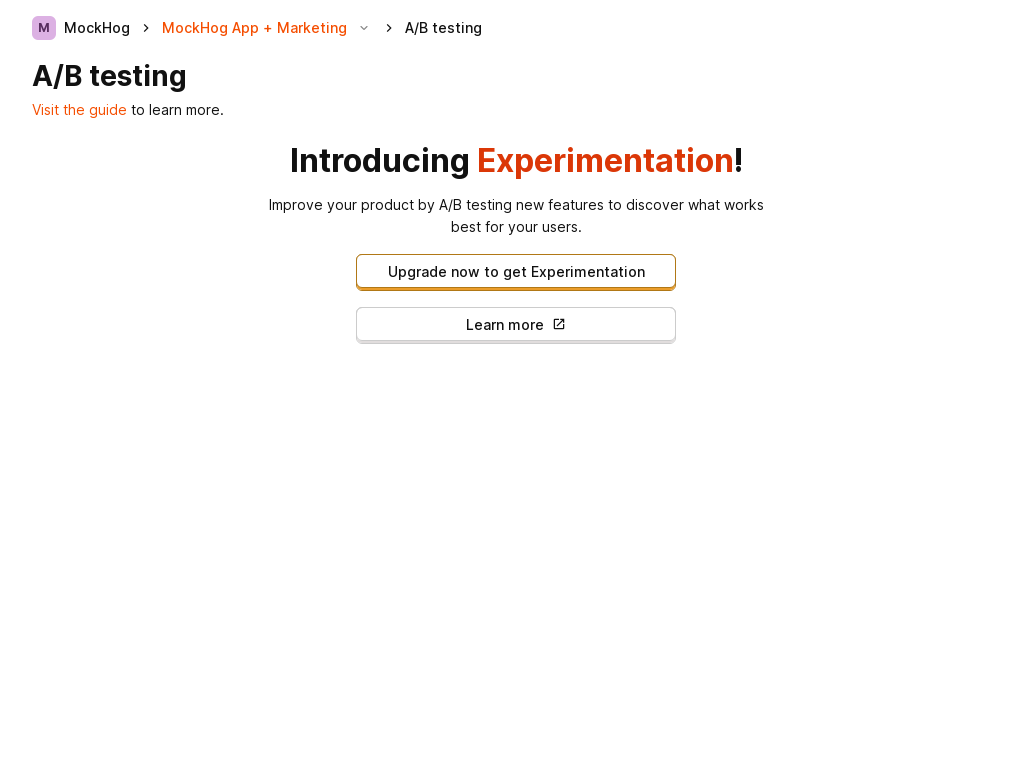 M MockHog MockHog App + Marketing A/B testing
A/B testing
Visit the guide to learn more.
Introducing Experimentation!
Improve your product by A/B testing new features to discover what works
best for your users.
Upgrade now to get Experimentation
Learn more